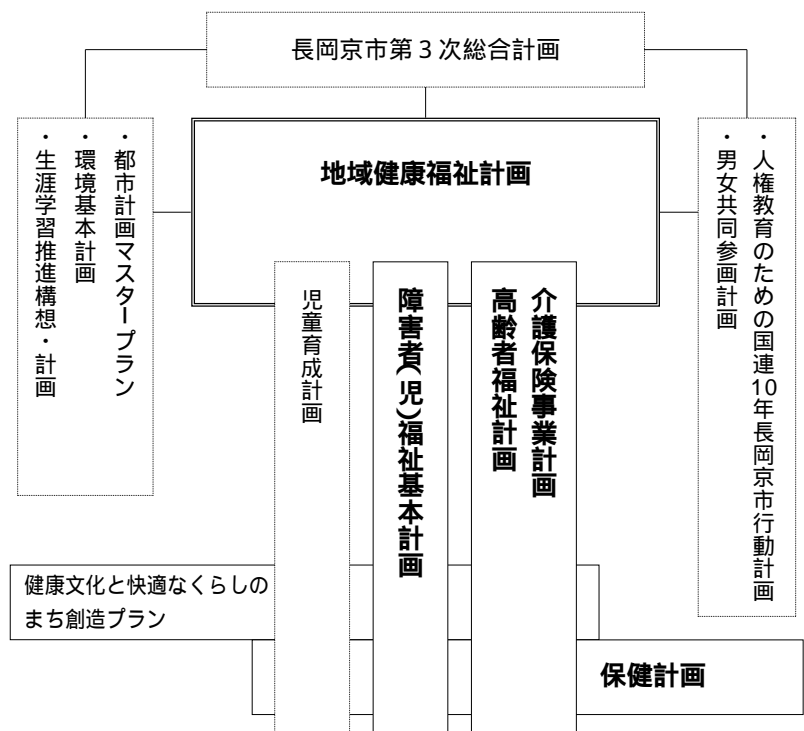 長岡京市第３次総合計画
・都市計画マスタープラン
・環境基本計画
・生涯学習推進構想・計画
地域健康福祉計画
・人権教育のための国連10年長岡京市行動計画
・男女共同参画計画
介護保険事業計画
高齢者福祉計画
障害者(児)福祉基本計画
児童育成計画
健康文化と快適なくらしの
まち創造プラン
保健計画